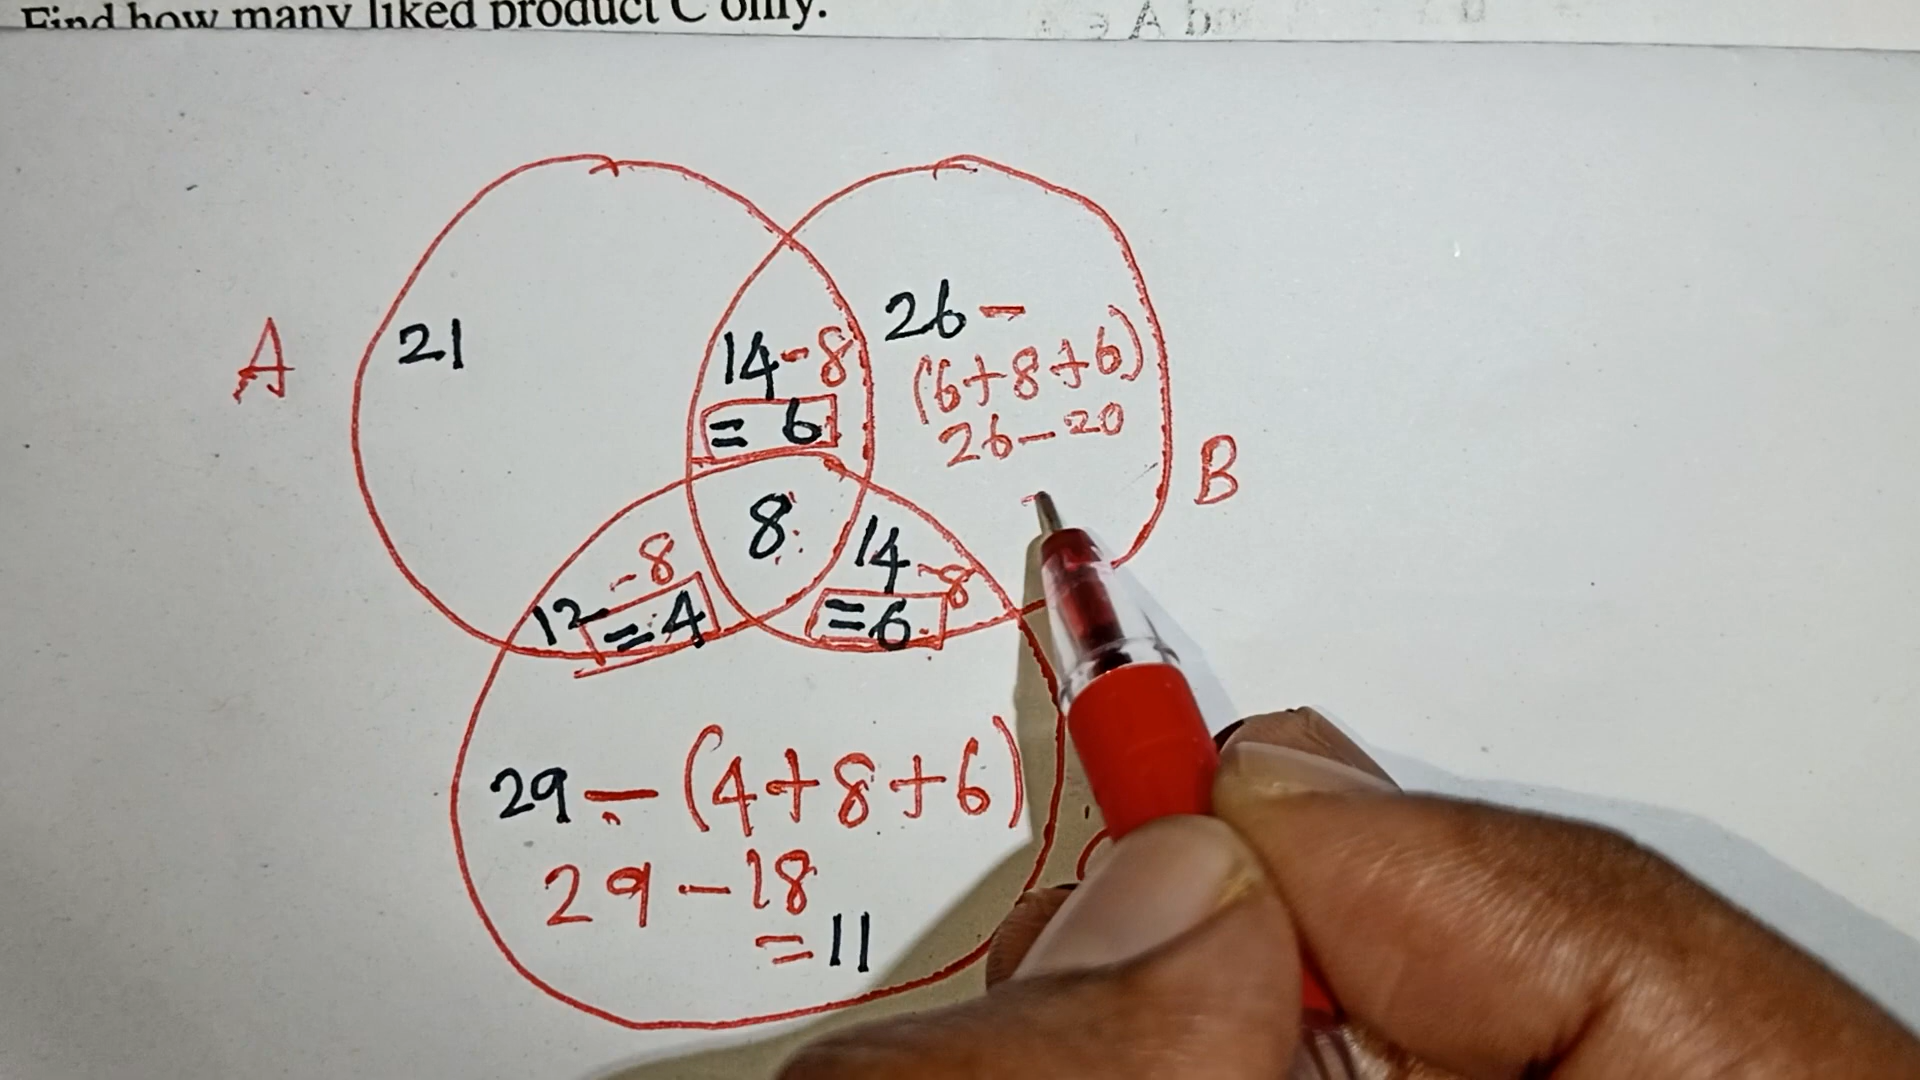 Find how many liked product C only.
A
21
14-8
= 6
26 -
(6+8+6)
26-20
B
8
-8
12
= 4
14
-8
= 6
29 - (4+8+6)
29 - 18
= 11